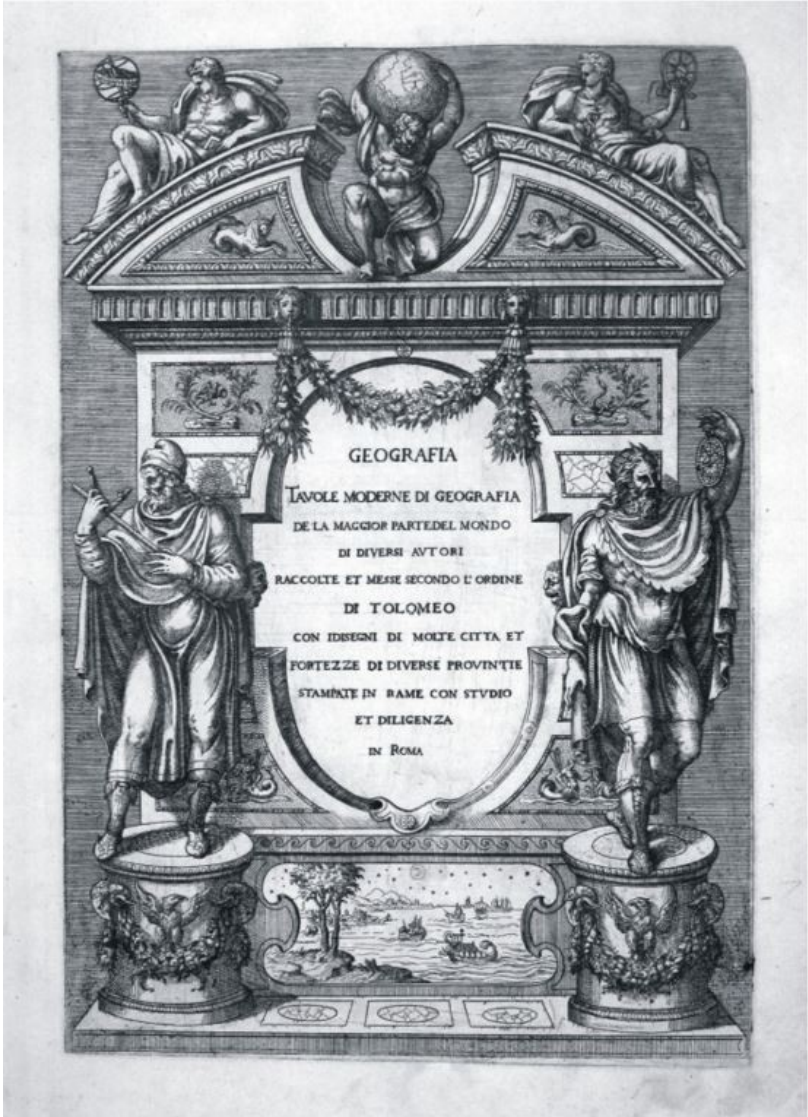 GEOGRAFIA
TAVOLE MODERNE DI GEOGRAFIA
DE LA MAGGIOR PARTE DEL MONDO
DI DIVERSI AVTORI
RACCOLTE ET MESSE SECONDO L'ORDINE
DI TOLOMEO
CON IDISEGNI DI MOLTE CITTA ET
FORTEZZE DI DIVERSE PROVINTIE
STAMPATE IN RAME CON STVDIO
ET DILIGENZA
IN ROMA